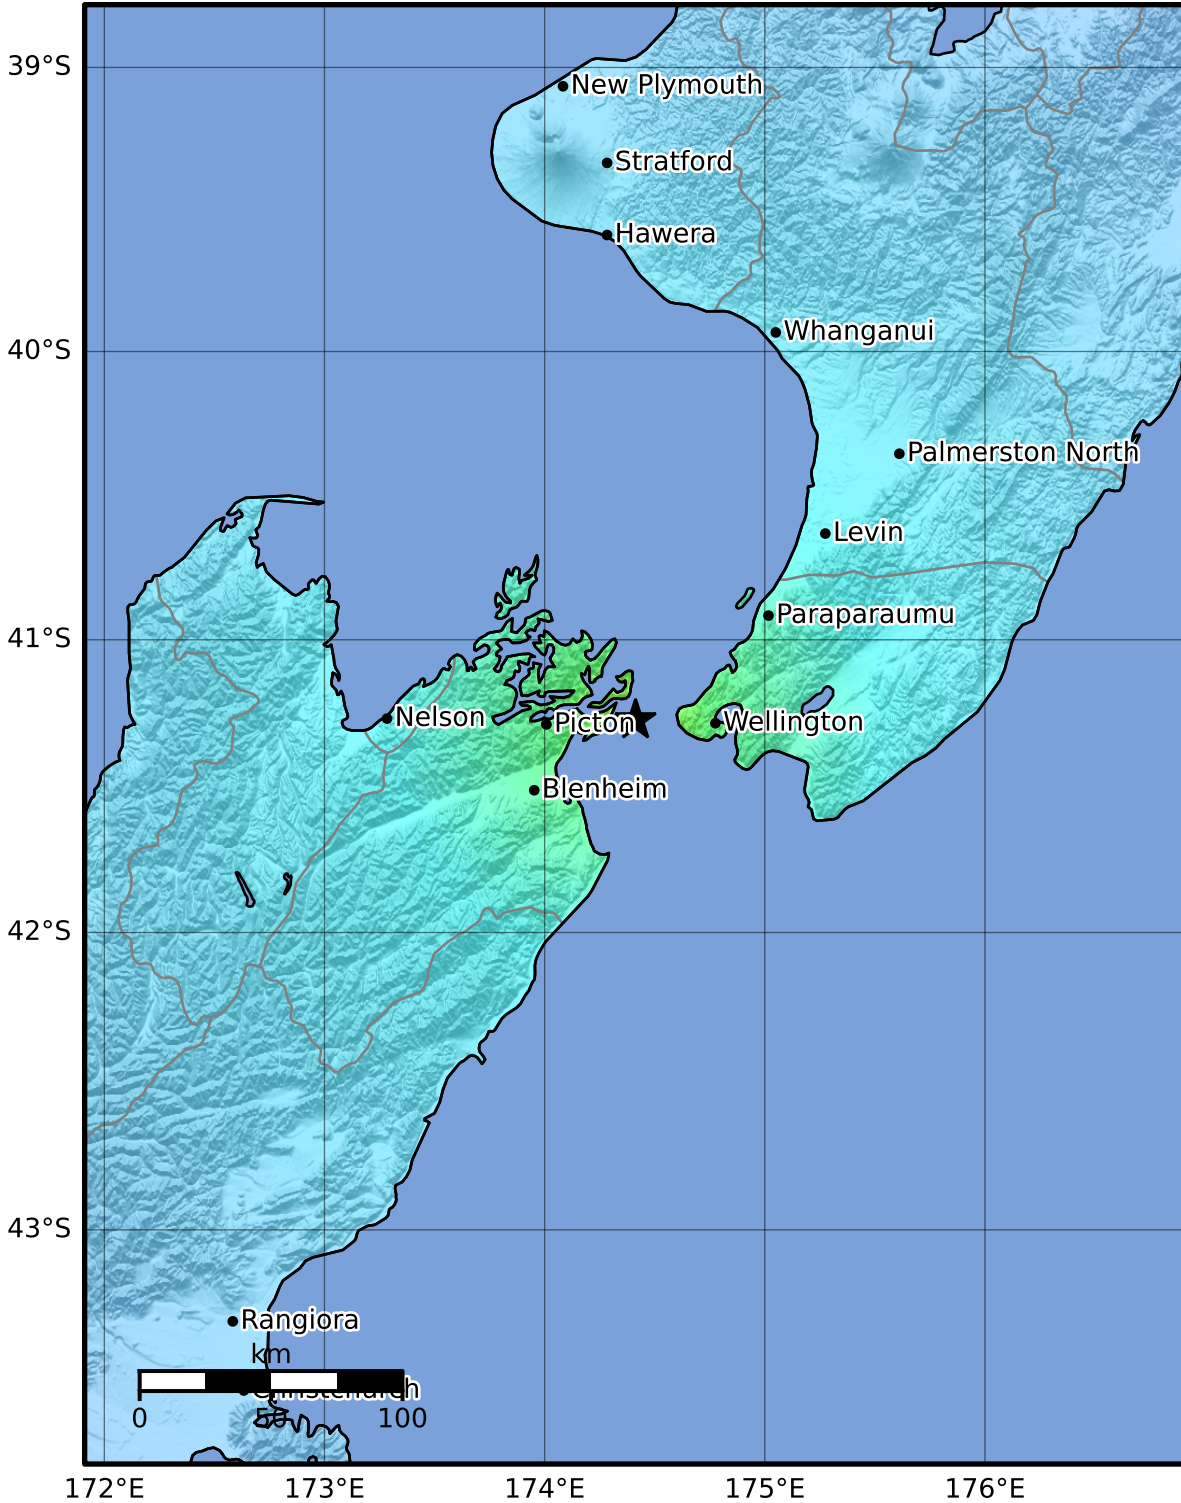 39°S
New Plymouth
Stratford
Hawera
Whanganui
40°S
Palmerston North
Levin
Paraparaumu
41°S
Nelson
Picton
Wellington
Blenheim
42°S
43°S
Rangiora
km
Christchurch
0 50 100
172°E 173°E 174°E 175°E 176°E